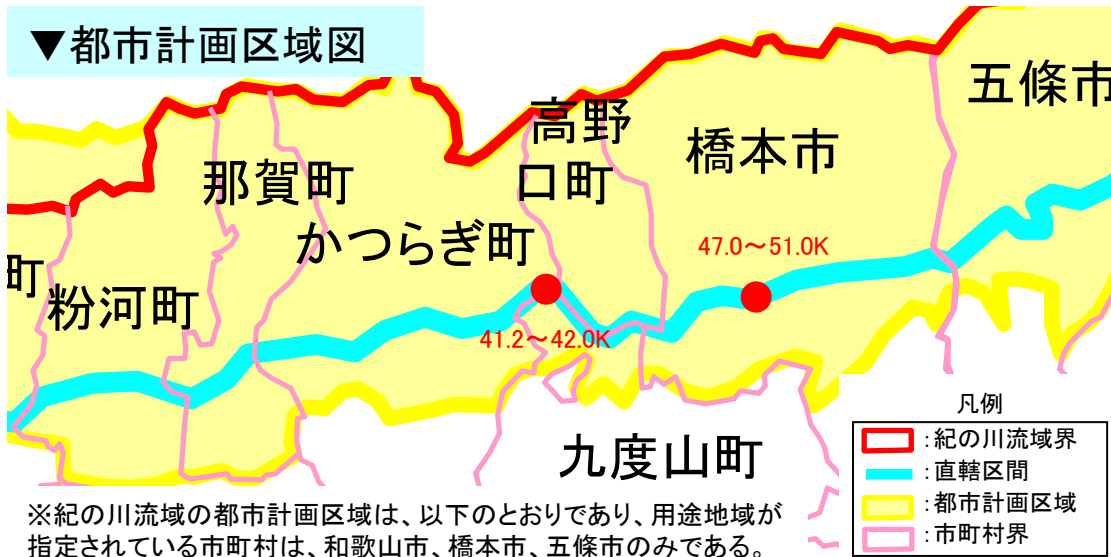 ▼都市計画区域図
五條市
高野
口町
橋本市
那賀町
かつらぎ町
47.0～51.0K
町
粉河町
41.2～42.0K
九度山町
凡例
：紀の川流域界
：直轄区間
：都市計画区域
：市町村界
※紀の川流域の都市計画区域は、以下のとおりであり、用途地域が
指定されている市町村は、和歌山市、橋本市、五條市のみである。